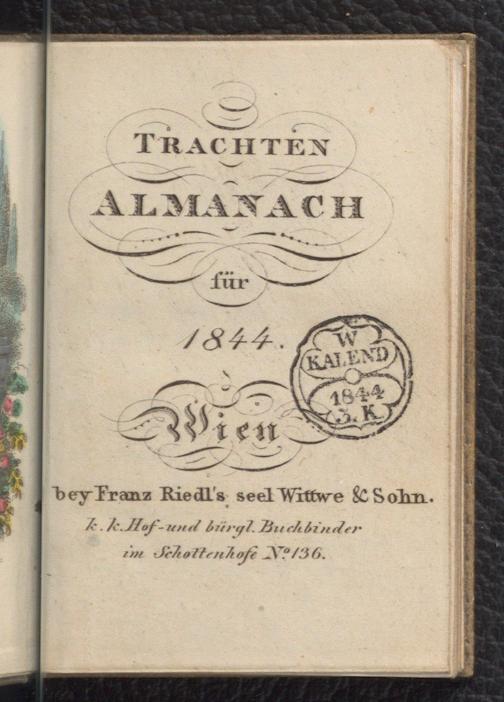 TRACHTEN
ALMANACH
für
1844.
W
KALEND
1844
3. K
Wien
bey Franz Riedl's seel Wittwe & Sohn.
k. k. Hof- und bürgl. Buchbinder
im Schottenhofe No. 136.